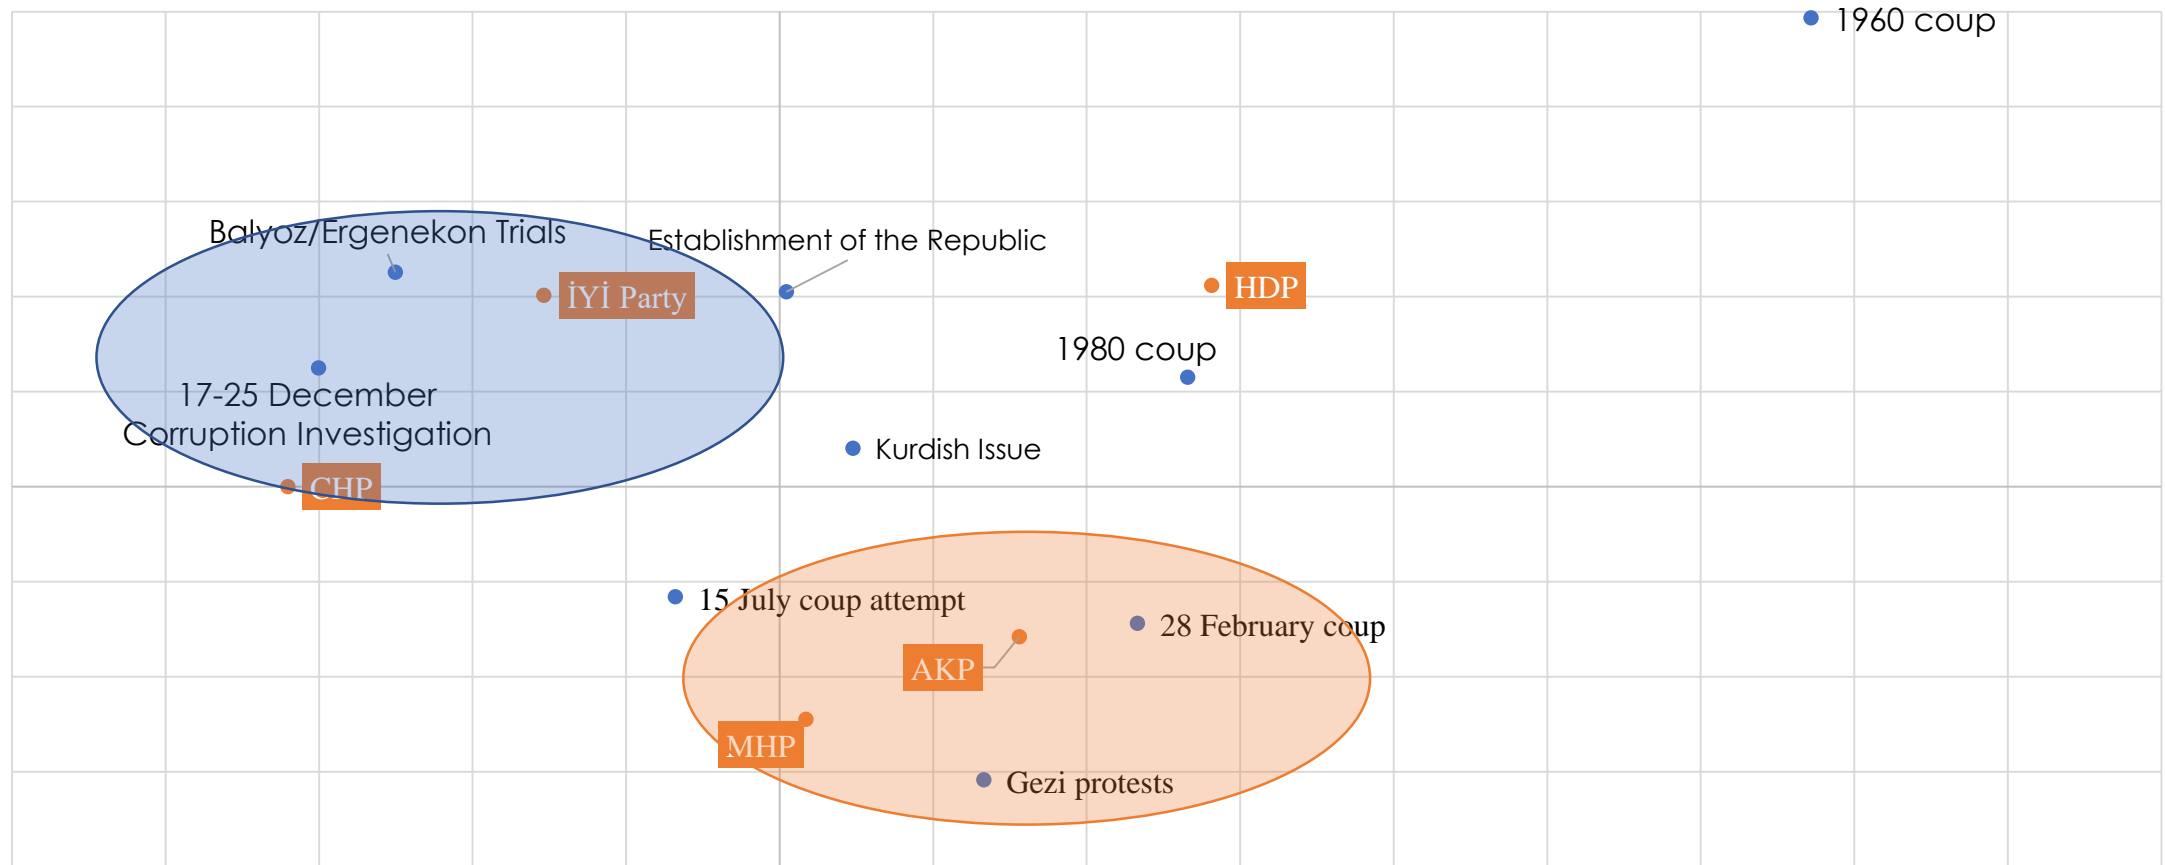 1960 coup
Balyoz/Ergenekon Trials
Establishment of the Republic
İYİ Party
HDP
1980 coup
17-25 December
Corruption Investigation
Kurdish Issue
CHP
15 July coup attempt
28 February coup
AKP
MHP
Gezi protests